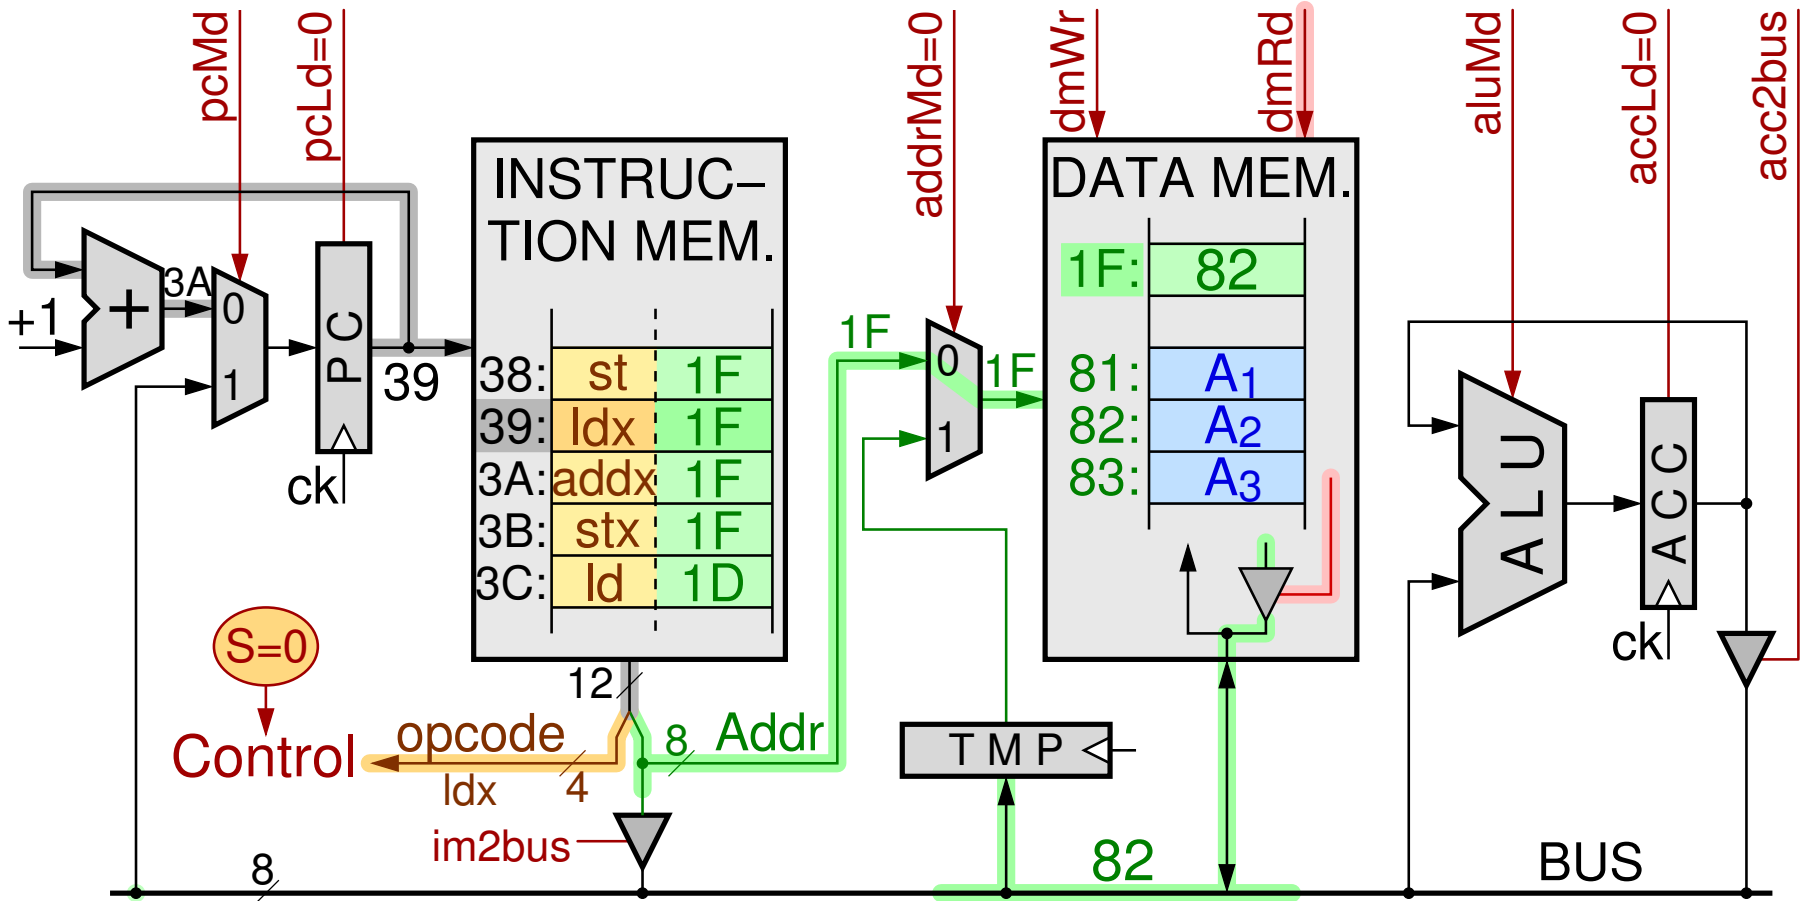 pcMd
pcLd=0
addrMd=0
dmWr
dmRd
aluMd
accLd=0
acc2bus
INSTRUC–
TION MEM.
DATA MEM.
1F: 82
+1
+
3A
0
1
P C
39
ck
38: st 1F
39: ldx 1F
3A: addx 1F
3B: stx 1F
3C: ld 1D
1F
0
1
1F
81: A1
82: A2
83: A3
A L U
A C C
ck
S=0
Control
12
opcode
4
ldx
8
Addr
im2bus
T M P
82
8
BUS